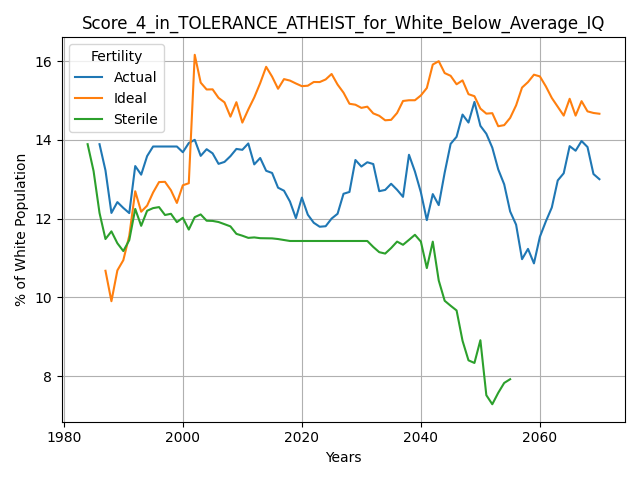 Score_4_in_TOLERANCE_ATHEIST_for_White_Below_Average_IQ
Fertility
Actual
Ideal
Sterile
% of White Population
16
14
12
10
8
1980
2000
2020
2040
2060
Years